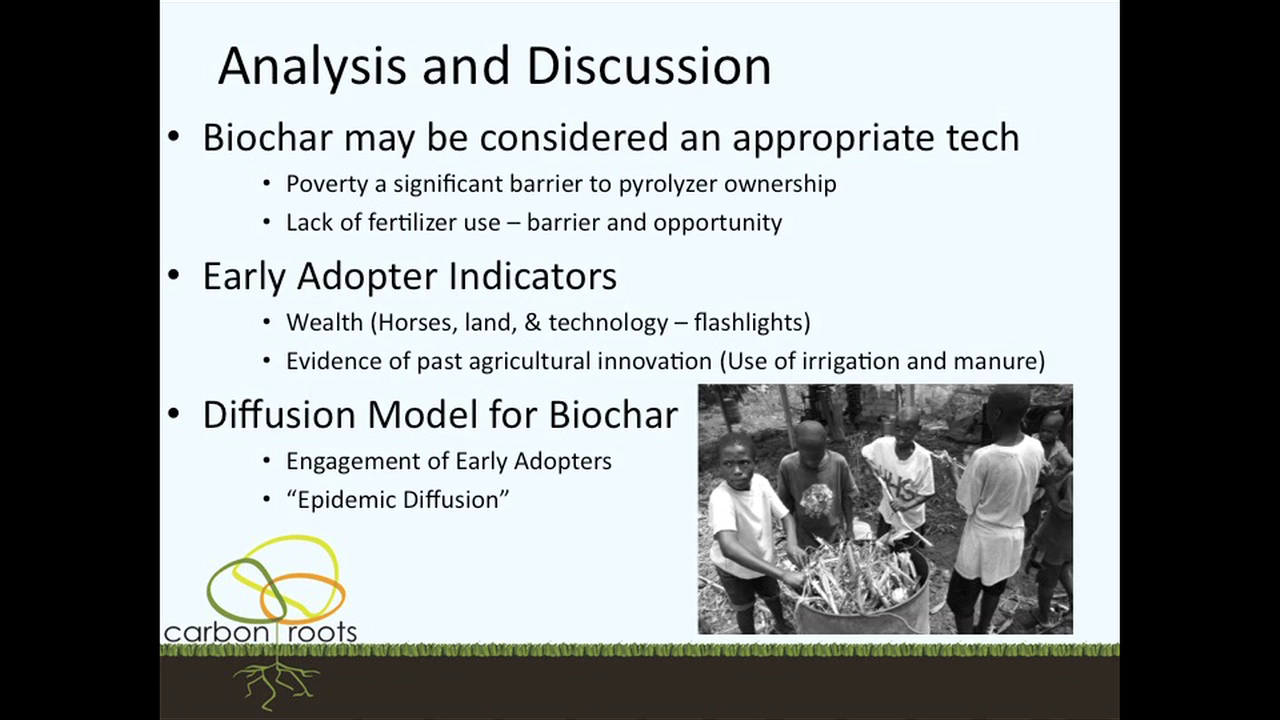 Analysis and Discussion
• Biochar may be considered an appropriate tech
• Poverty a significant barrier to pyrolyzer ownership
• Lack of fertilizer use – barrier and opportunity
• Early Adopter Indicators
• Wealth (Horses, land, & technology – flashlights)
• Evidence of past agricultural innovation (Use of irrigation and manure)
• Diffusion Model for Biochar
• Engagement of Early Adopters
• “Epidemic Diffusion”
carbon roots